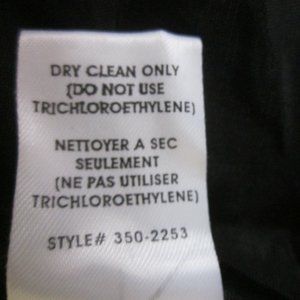 DRY CLEAN ONLY
(DO NOT USE
TRICHLOROETHYLENE)
NETTOYER A SEC
SEULEMENT
(NE PAS UTILISER
TRICHLOROETHYLENE)
STYLE# 350-2253